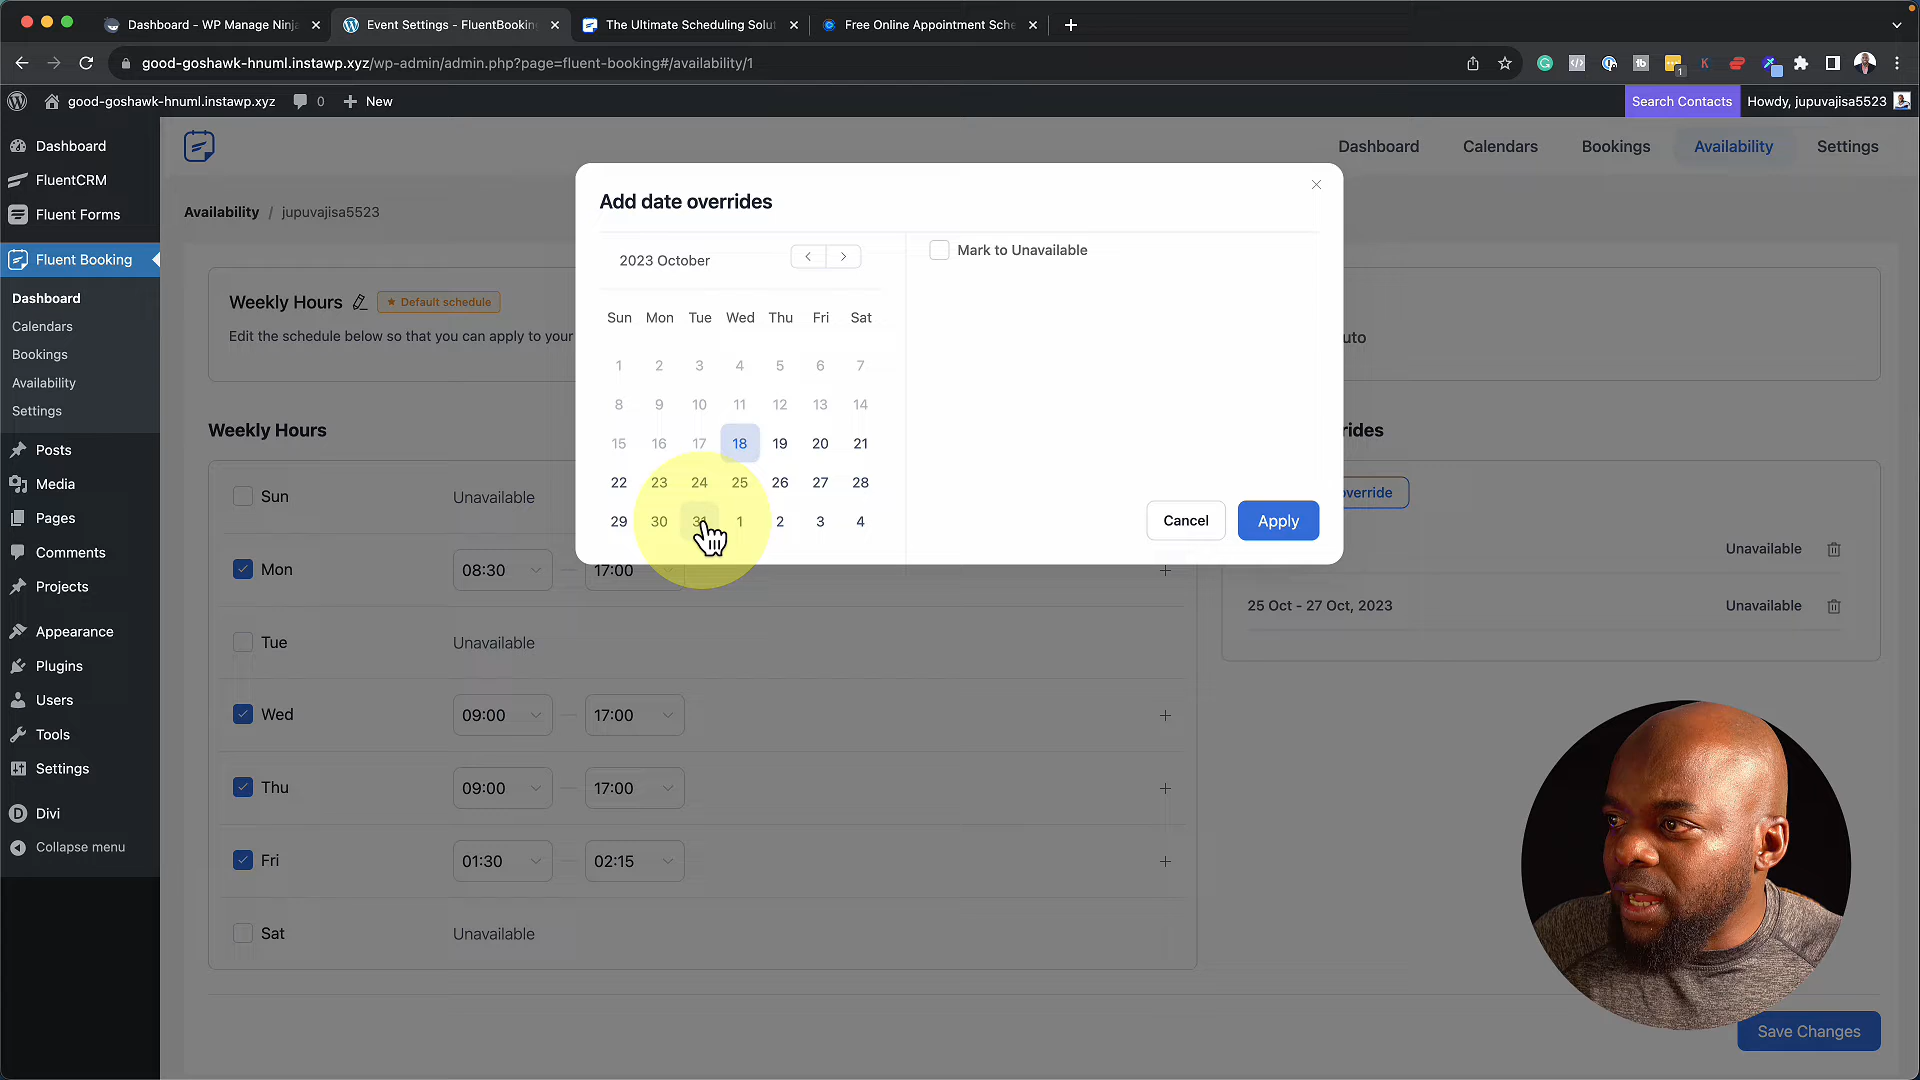 Dashboard - WP Manage Ninja
Event Settings - FluentBooking
The Ultimate Scheduling Solut
Free Online Appointment Sche
good-goshawk-hnuml.instawp.xyz/wp-admin/admin.php?page=fluent-booking#/availability/1
good-goshawk-hnuml.instawp.xyz 0 New
Search Contacts Howdy, jupuvajisa5523
Dashboard
FluentCRM
Fluent Forms
Fluent Booking
Dashboard
Calendars
Bookings
Availability
Settings
Posts
Media
Pages
Comments
Projects
Appearance
Plugins
Users
Tools
Settings
Divi
Collapse menu
Dashboard Calendars Bookings Availability Settings
Availability / jupuvajisa5523
Weekly Hours Default schedule
Edit the schedule below so that you can apply to your
uto
Weekly Hours
Sun Unavailable
Mon 08:30 17:00
Tue Unavailable
Wed 09:00 17:00
Thu 09:00 17:00
Fri 01:30 02:15
Sat Unavailable
rides
override
Unavailable
25 Oct - 27 Oct, 2023 Unavailable
Save Changes
Add date overrides
2023 October
Sun Mon Tue Wed Thu Fri Sat
1 2 3 4 5 6 7
8 9 10 11 12 13 14
15 16 17 18 19 20 21
22 23 24 25 26 27 28
29 30 31 1 2 3 4
Mark to Unavailable
Cancel Apply